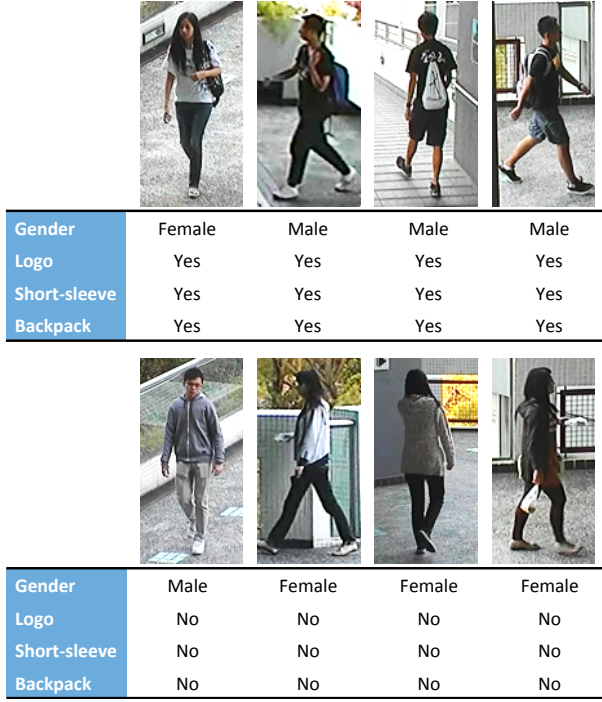 Gender Female Male Male Male
Logo Yes Yes Yes Yes
Short-sleeve Yes Yes Yes Yes
Backpack Yes Yes Yes Yes
Gender Male Female Female Female
Logo No No No No
Short-sleeve No No No No
Backpack No No No No